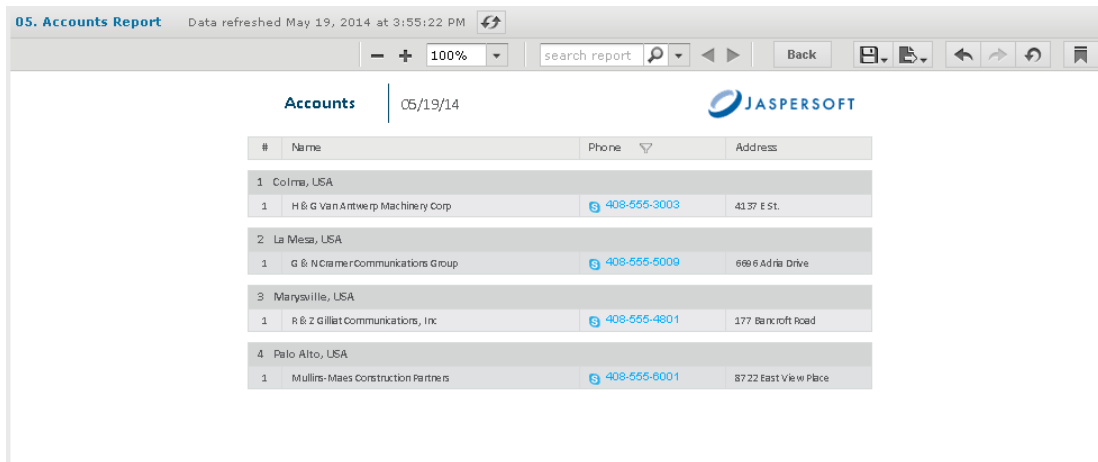 05. Accounts Report Data refreshed May 19, 2014 at 3:55:22 PM
100% search report Back
Accounts 05/19/14 JASPERSOFT
# Name Phone Address
1 Colma, USA
1 H & G Van Antwerp Machinery Corp 408-555-3003 4137 E St.
2 La Mesa, USA
1 G & N Cramer Communications Group 408-555-5009 6696 Adria Drive
3 Marysville, USA
1 R & Z Gilliat Communications, Inc 408-555-4801 177 Bancroft Road
4 Palo Alto, USA
1 Mullins-Maes Construction Partners 408-555-6001 8722 East View Place